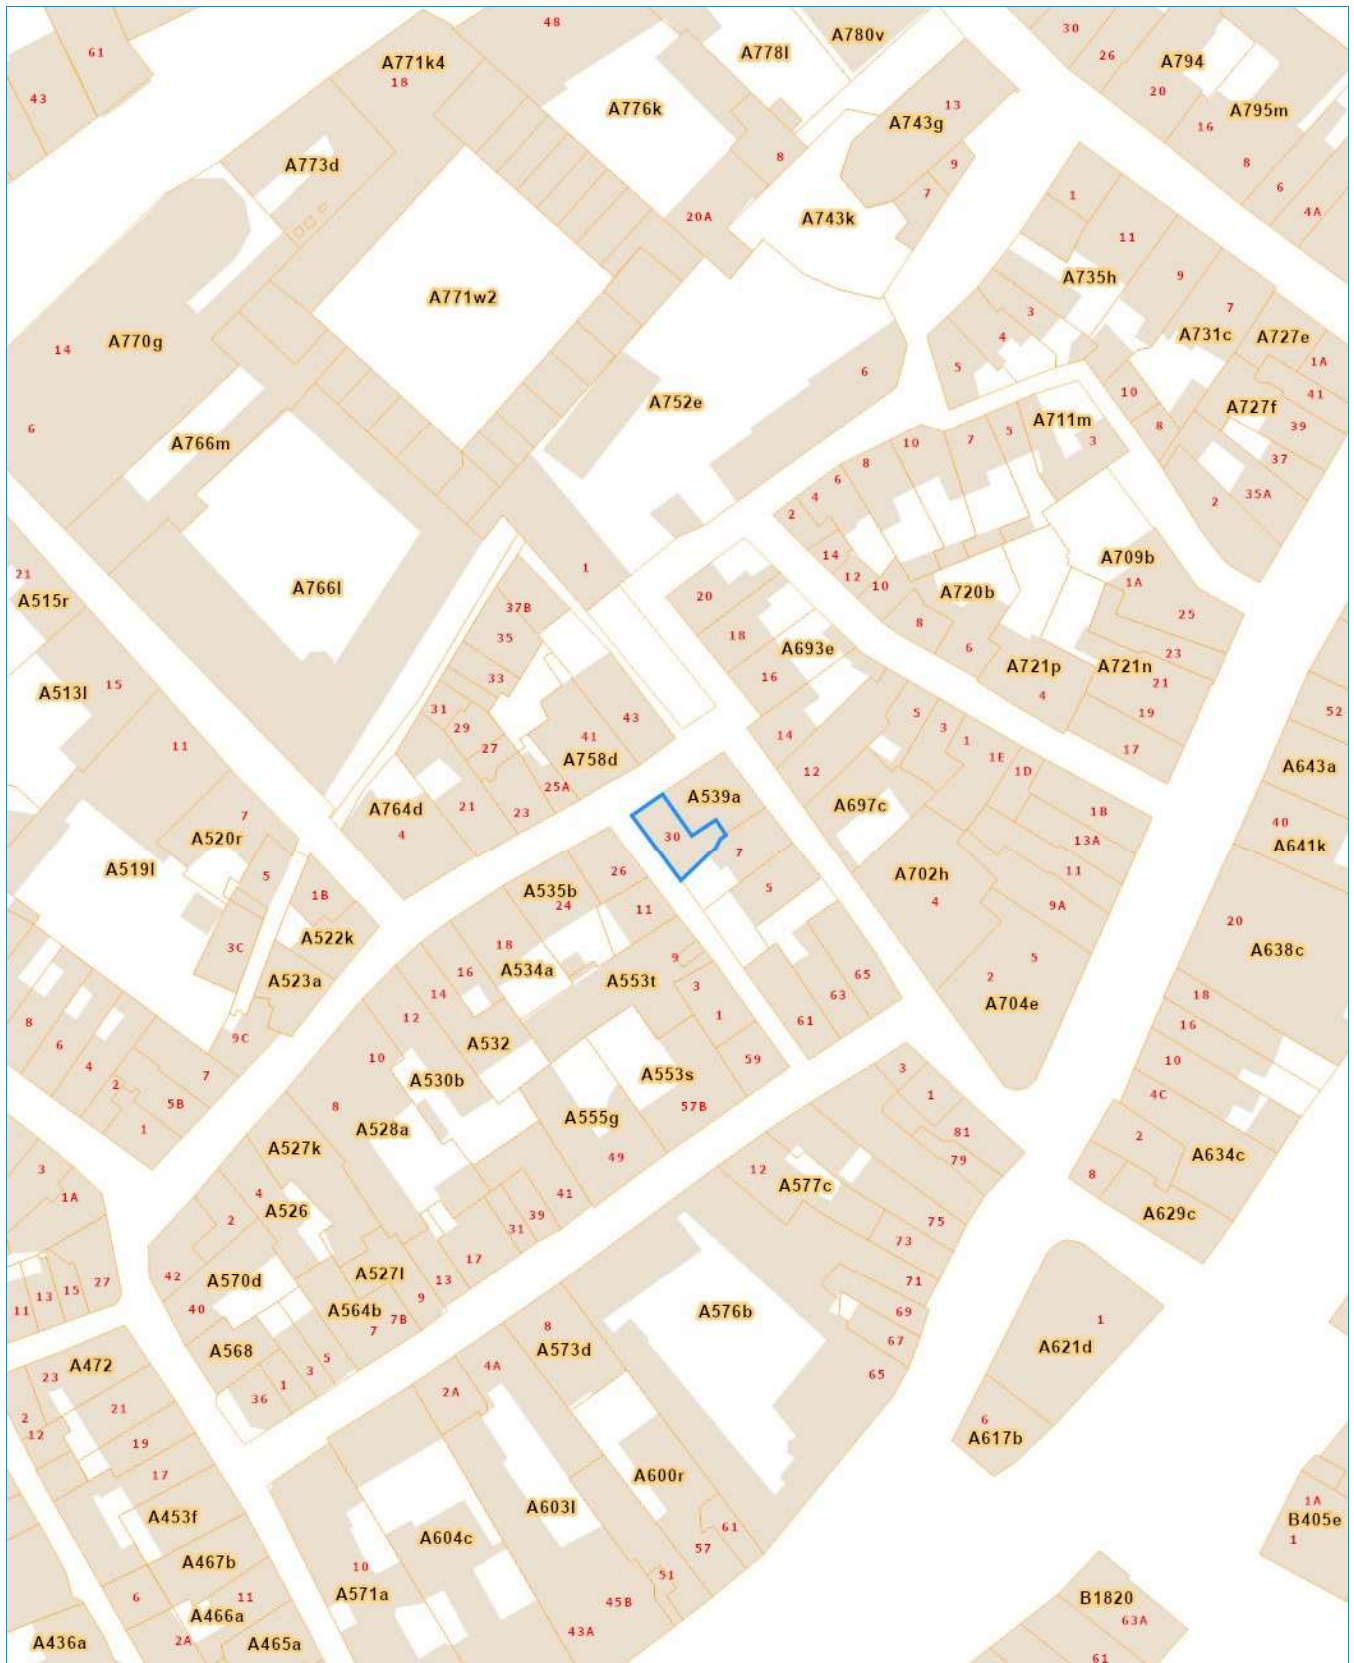 48
30
A780v
61
A778l
26
A771k4
A794
18
20
43
13
A776k
A795m
A743g
16
8
A773d
9
8
6
7
1
4A
20A
A743k
11
A735h
9
A771w2
7
3
A731c
A727e
4
A770g
14
1A
6
5
10
41
A752e
A727f
A711m
8
39
6
A766m
10
7
5
3
37
8
6
4
35A
2
2
14
A709b
21
1
12
1A
A766l
10
A720b
A515r
20
37B
25
8
18
35
A693e
6
23
A721p
A721n
16
33
15
21
A513l
4
31
5
19
52
43
29
3
14
41
1
11
27
17
A758d
1E
A643a
12
1D
25A
A539a
A764d
A697c
1B
7
21
23
40
4
30
A520r
13A
A641k
7
A519l
26
11
5
A702h
A535b
5
1B
24
11
4
9A
20
A522k
18
3C
A638c
9
5
16
A534a
65
A523a
A553t
2
3
14
63
18
A704e
12
1
61
8
16
9C
A532
6
10
59
10
4
3
7
A530b
A553s
2
1
4C
5B
8
57B
A555g
1
A528a
81
2
A527k
49
A634c
3
79
12
8
A577c
1A
4
41
A526
A629c
2
39
75
31
73
17
42
A527l
A570d
13
71
27
15
13
9
11
40
A564b
A576b
69
7B
1
7
8
67
A568
A573d
A621d
5
A472
4A
3
65
23
1
2A
36
21
2
6
12
19
A617b
17
A600r
1A
A603l
A453f
B405e
61
A604c
1
57
A467b
10
51
6
11
A571a
B1820
45B
A466a
63A
43A
2A
A436a
A465a
61